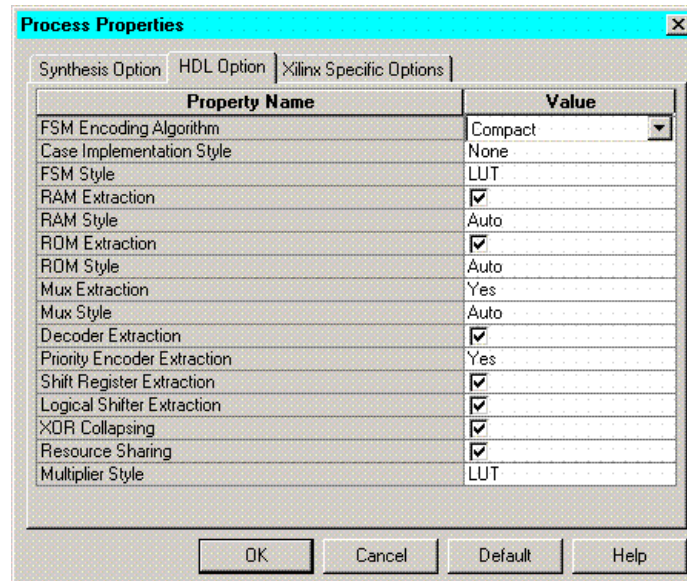 Process Properties
Synthesis Option HDL Option Xilinx Specific Options
Property Name Value
FSM Encoding Algorithm Compact
Case Implementation Style None
FSM Style LUT
RAM Extraction
RAM Style Auto
ROM Extraction
ROM Style Auto
Mux Extraction Yes
Mux Style Auto
Decoder Extraction
Priority Encoder Extraction Yes
Shift Register Extraction
Logical Shifter Extraction
XOR Collapsing
Resource Sharing
Multiplier Style LUT
OK Cancel Default Help